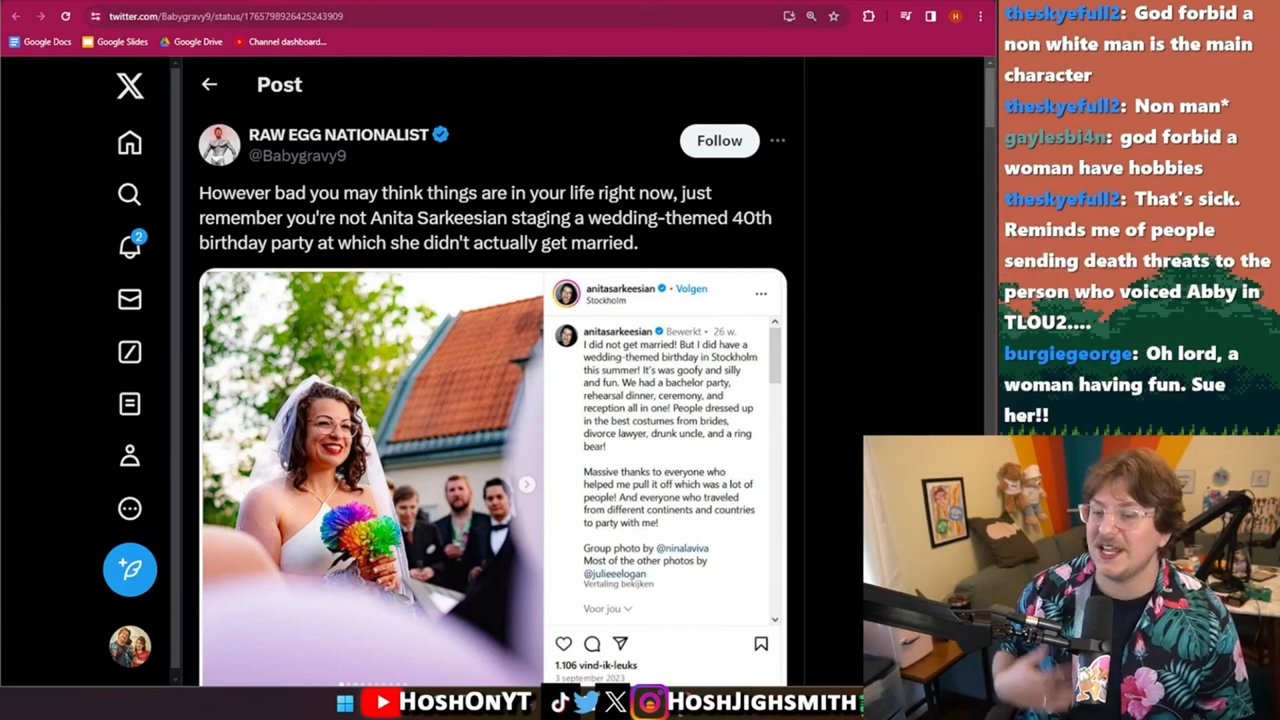 twitter.com/Babygravy9/status/1765798926425243909
H
Google Docs
Google Slides
Google Drive
Channel dashboard...
Post
2
RAW EGG NATIONALIST
@Babygravy9
Follow
However bad you may think things are in your life right now, just
remember you're not Anita Sarkeesian staging a wedding-themed 40th
birthday party at which she didn't actually get married.
anitasarkeesian • Volgen
Stockholm
anitasarkeesian Bewerkt • 26 w.
I did not get married! But I did have a
wedding-themed birthday in Stockholm
this summer! It's was goofy and silly
and fun. We had a bachelor party,
rehearsal dinner, ceremony, and
reception all in one! People dressed up
in the best costumes from brides,
divorce lawyer, drunk uncle, and a ring
bear!
Massive thanks to everyone who
helped me pull it off which was a lot of
people! And everyone who traveled
from different continents and countries
to party with me!
Group photo by @ninalaviva
Most of the other photos by
@julieeelogan
Vertaling bekijken
Voor jou
1.106 vind-ik-leuks
3 september 2023
theskyefull2: God forbid a
non white man is the main
character
theskyefull2: Non man*
gaylesbi4n: god forbid a
woman have hobbies
theskyefull2: That's sick.
Reminds me of people
sending death threats to the
person who voiced Abby in
TLOU2....
burgiegeorge: Oh lord, a
woman having fun. Sue
her!!
HoshOnYT
HoshJighsmith